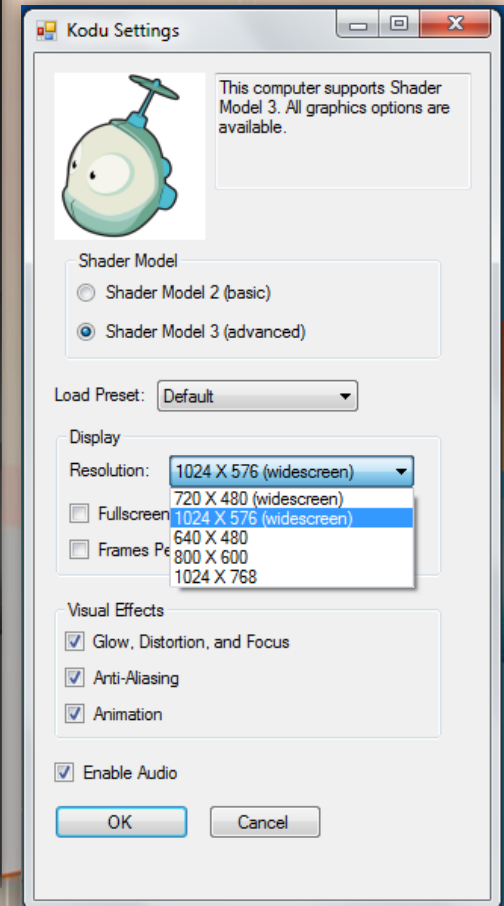 Kodu Settings
This computer supports Shader
Model 3. All graphics options are
available.
Shader Model
Shader Model 2 (basic)
Shader Model 3 (advanced)
Load Preset: Default
Display
Resolution: 1024 X 576 (widescreen)
720 X 480 (widescreen)
Fullscreen 1024 X 576 (widescreen)
640 X 480
Frames Pe 800 X 600
1024 X 768
Visual Effects
Glow, Distortion, and Focus
Anti-Aliasing
Animation
Enable Audio
OK Cancel